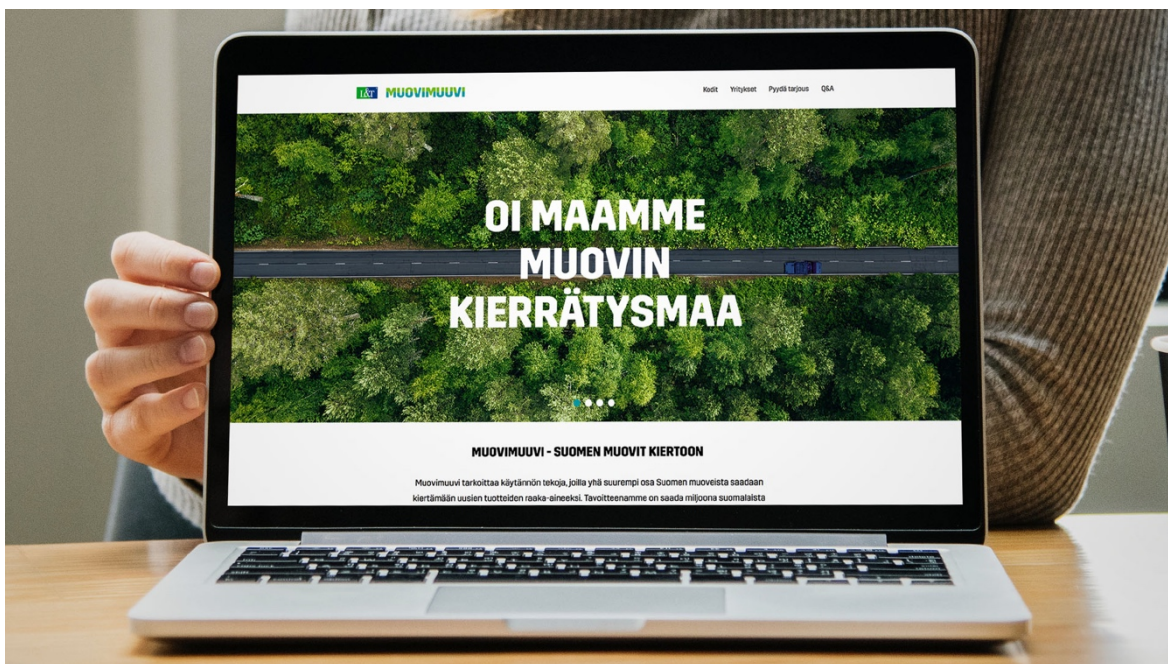 L&T MUOVIMUUVI
Kodit Yritykset Pyydä tarjous Q&A
OI MAAMME
MUOVIN
KIERRÄTYSMAA
MUOVIMUUVI - SUOMEN MUOVIT KIERTOON
Muovimuuvi tarkoittaa käytännön tekoja, joilla yhä suurempi osa Suomen muoveista saadaan
kiertämään uusien tuotteiden raaka-aineeksi. Tavoitteenamme on saada miljoona suomalaista